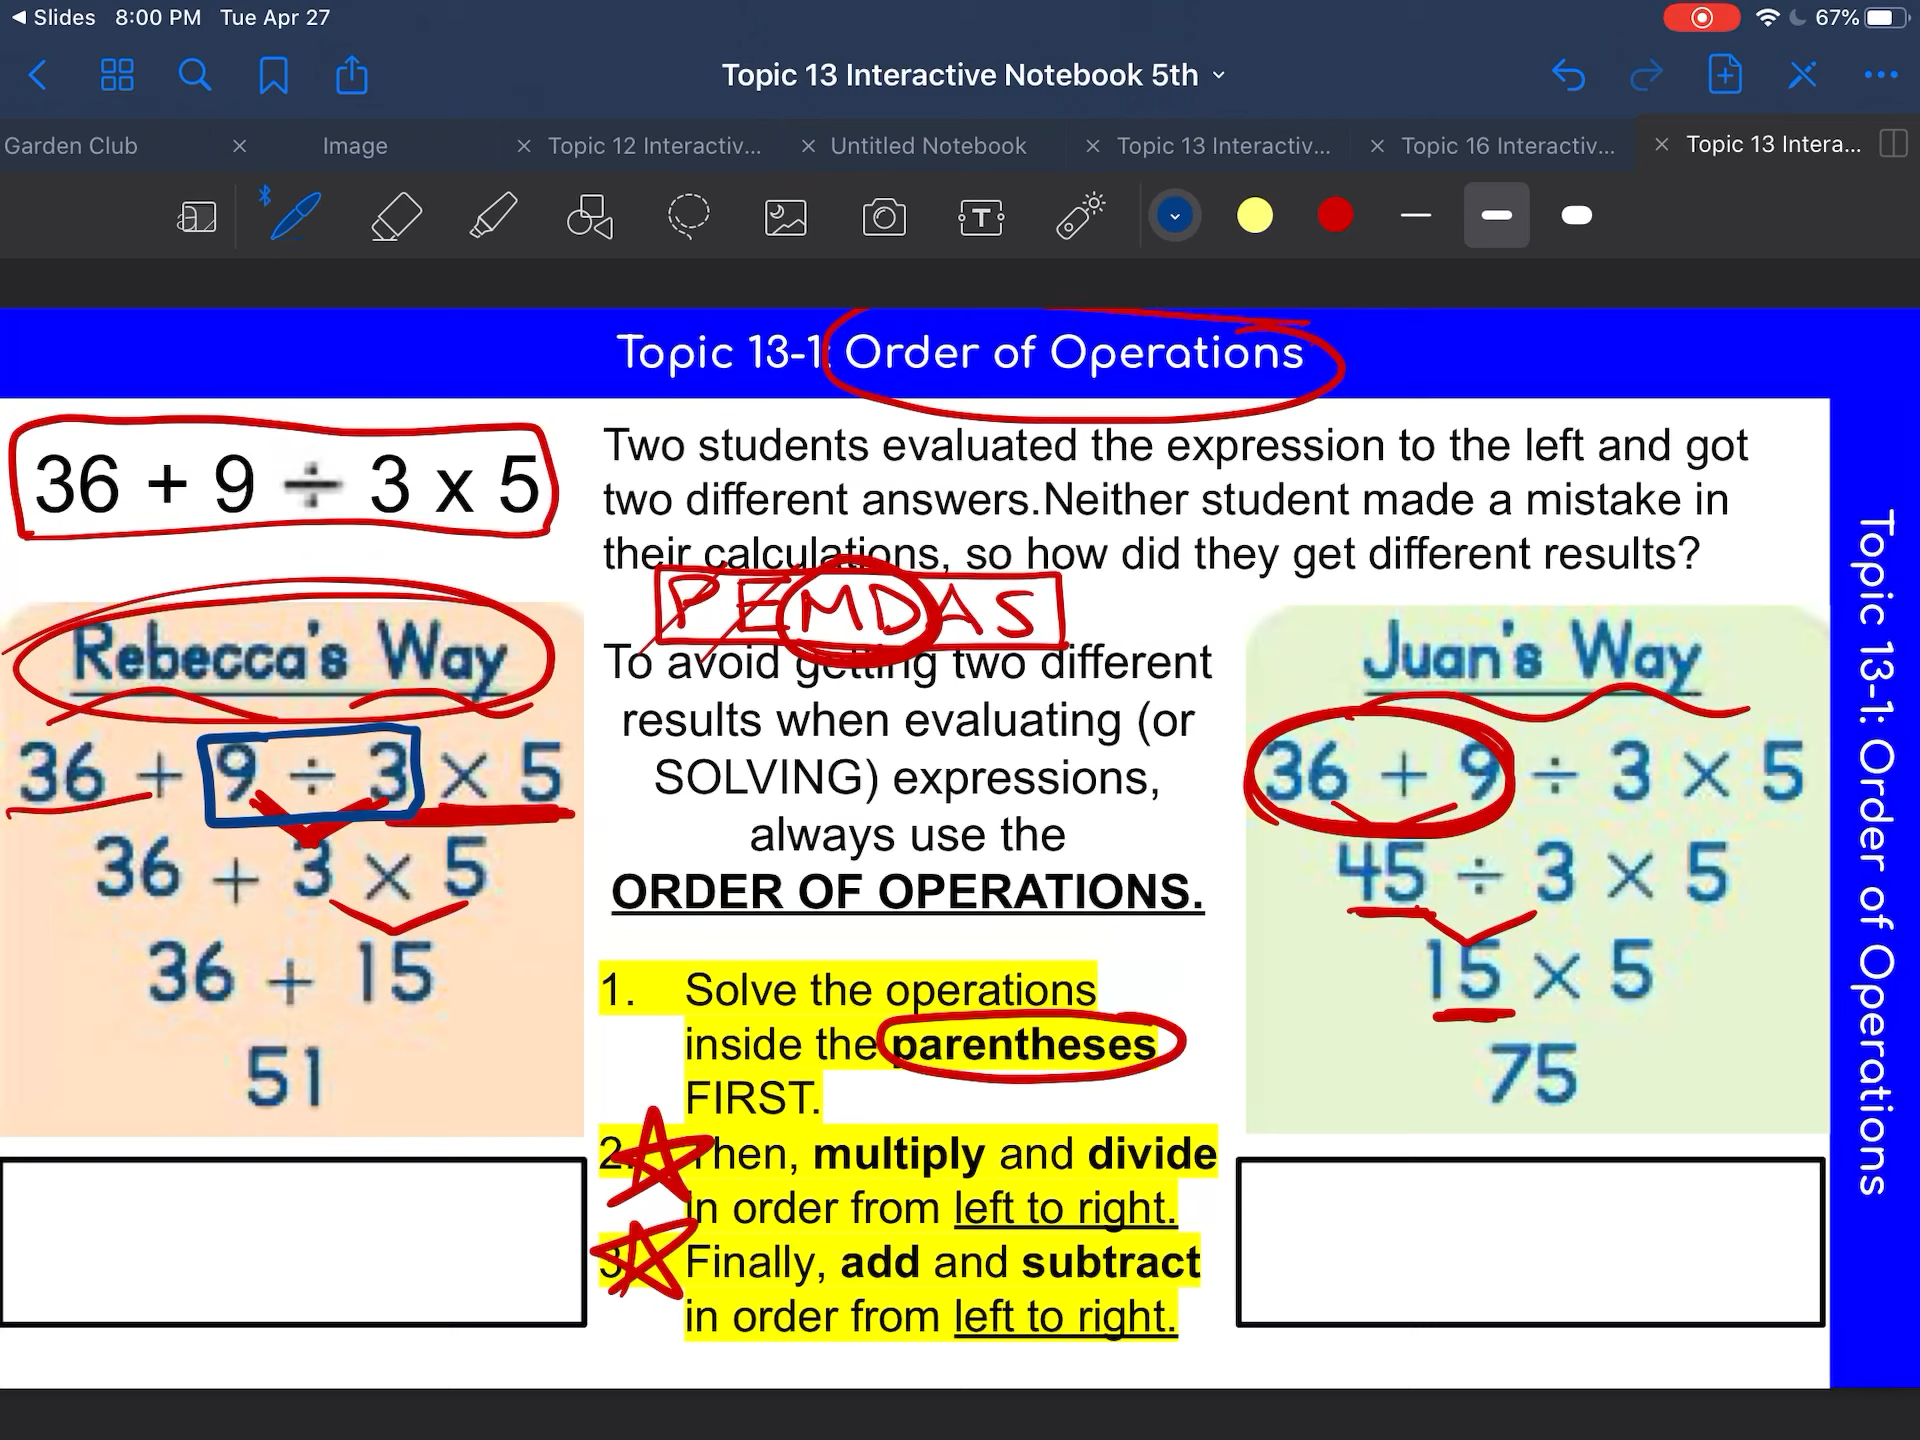 Slides 8:00 PM Tue Apr 27 67%
Topic 13 Interactive Notebook 5th
Garden Club Image Topic 12 Interactiv... Untitled Notebook Topic 13 Interactiv... Topic 16 Interactiv... Topic 13 Intera...
Topic 13-1: Order of Operations
36 + 9 ÷ 3 x 5
Two students evaluated the expression to the left and got
two different answers.Neither student made a mistake in
their calculations, so how did they get different results?
PEMDAS
Rebecca's Way
36 + 9 ÷ 3 × 5
36 + 3 × 5
36 + 15
51
To avoid getting two different
results when evaluating (or
SOLVING) expressions,
always use the
ORDER OF OPERATIONS.
1. Solve the operations
inside the parentheses
FIRST.
2. Then, multiply and divide
in order from left to right.
3. Finally, add and subtract
in order from left to right.
Juan's Way
36 + 9 ÷ 3 × 5
45 ÷ 3 × 5
15 × 5
75
Topic 13-1: Order of Operations